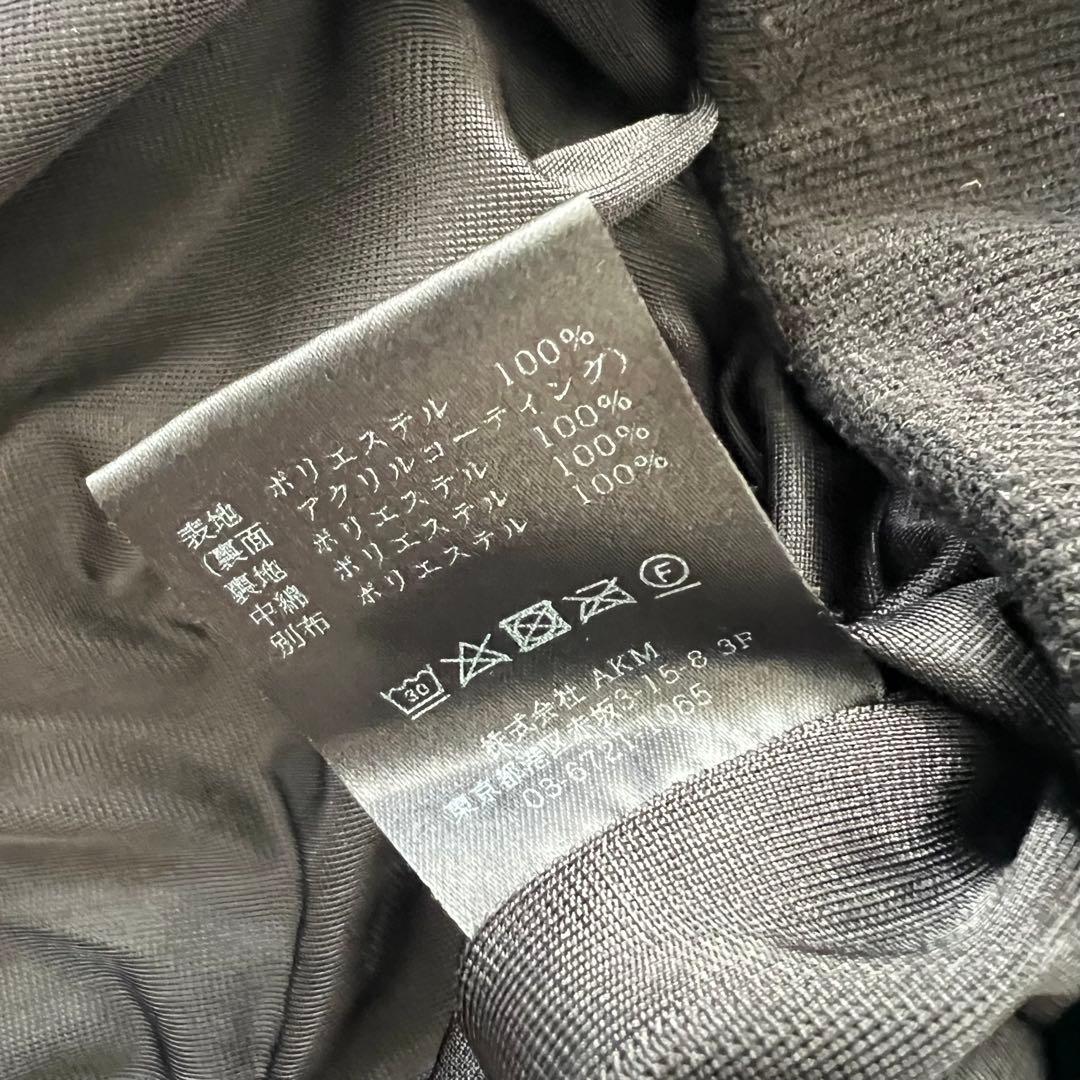 表地 ポリエステル 100%
(裏面 アクリルコーティング)
裏地 ポリエステル 100%
中綿 ポリエステル 100%
別布 ポリエステル 100%
30 F
株式会社 AKM
東京都港区赤坂3-15-8 3F
03-6721-1065